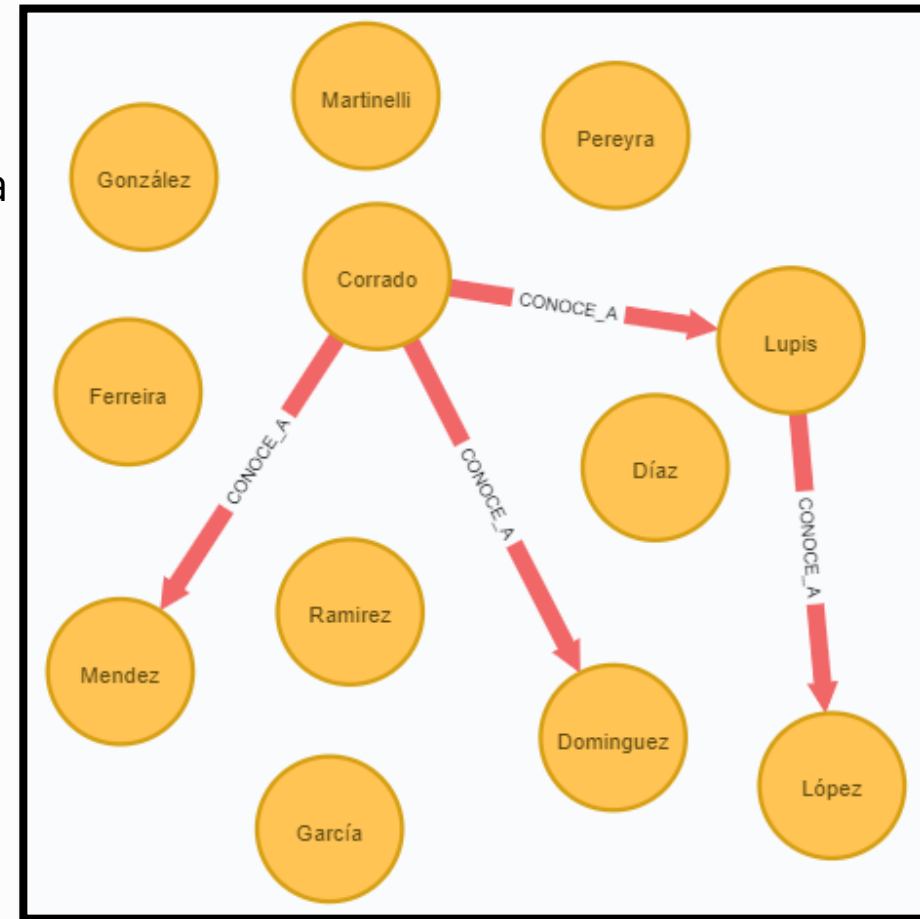 Martinelli
Pereyra
González
a
Corrado
CONOCE_A
Lupis
Ferreira
CONOCE_A
CONOCE_A
Díaz
CONOCE_A
Ramirez
Mendez
Dominguez
López
García